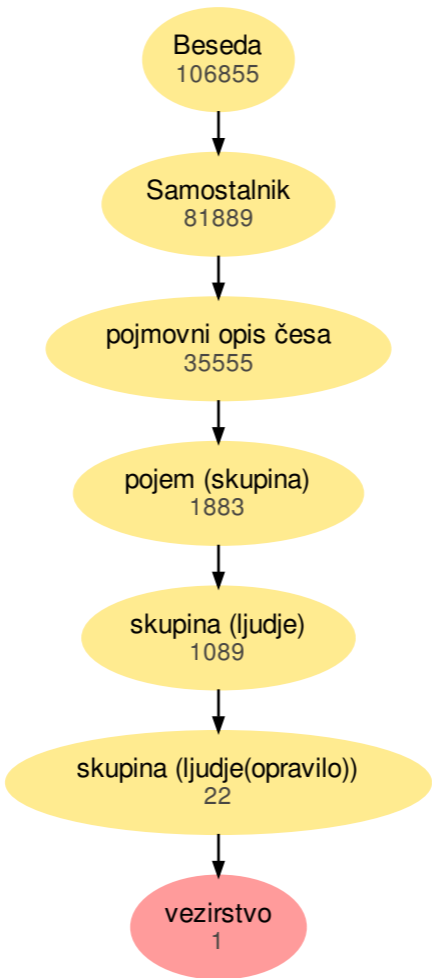 Beseda
106855
Samostalnik
81889
pojmovni opis česa
35555
pojem (skupina)
1883
skupina (ljudje)
1089
skupina (ljudje(opravilo))
22
vezirstvo
1